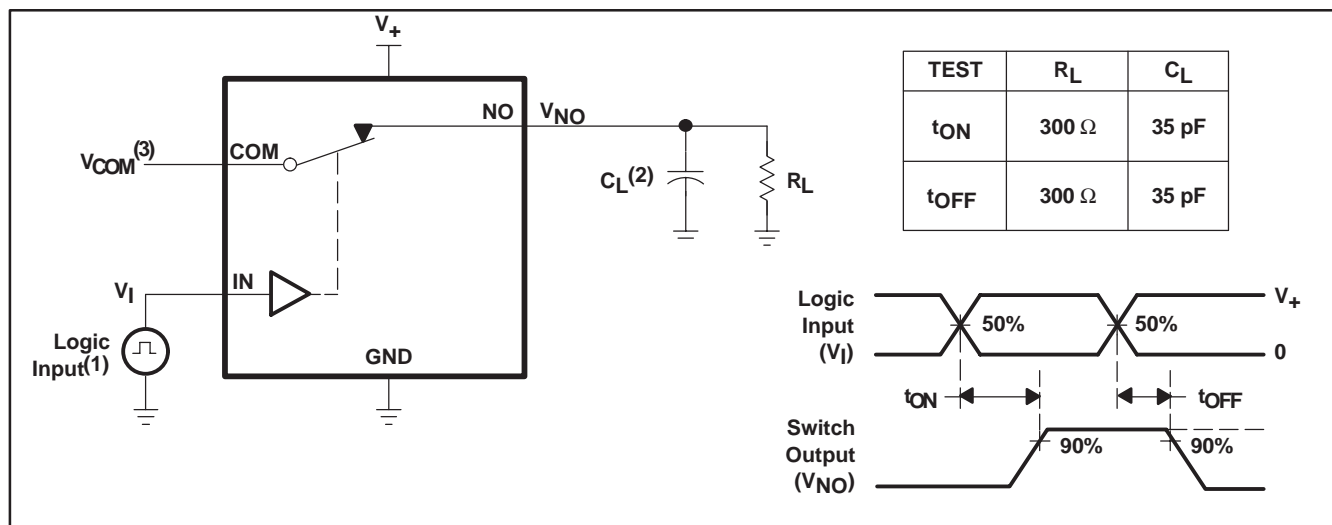 V+
NO
VNO
VCOM(3)
COM
CL(2)
RL
VI
IN
Logic
Input(1)
GND
TEST RL CL
tON 300 Ω 35 pF
tOFF 300 Ω 35 pF
Logic
Input
(VI)
50%
50%
V+
0
tON
tOFF
Switch
Output
(VNO)
90%
90%